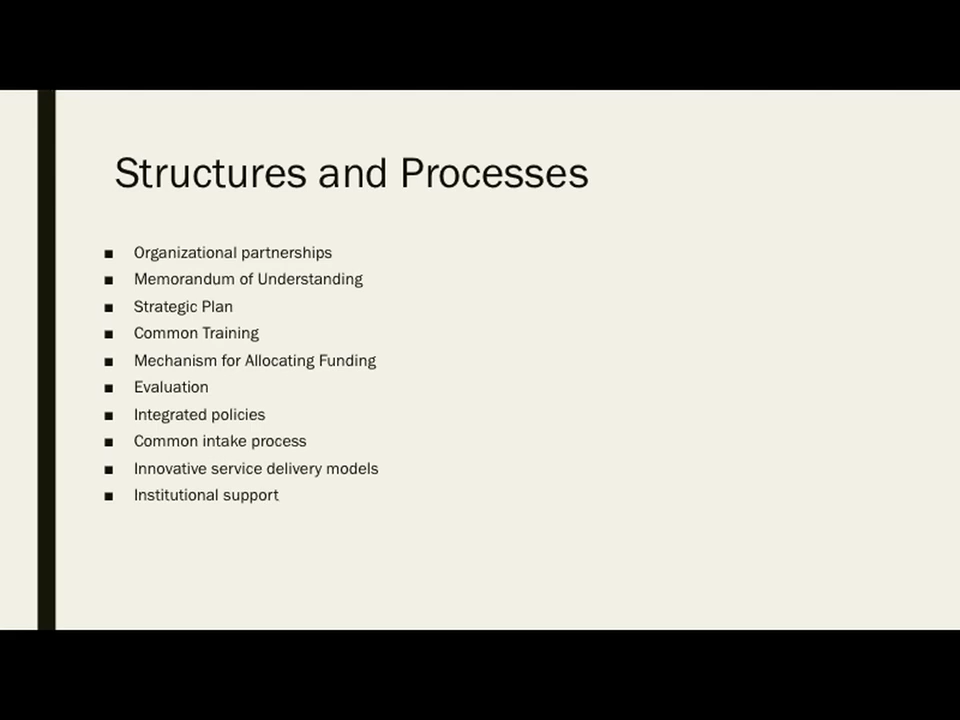 Structures and Processes
■ Organizational partnerships
■ Memorandum of Understanding
■ Strategic Plan
■ Common Training
■ Mechanism for Allocating Funding
■ Evaluation
■ Integrated policies
■ Common intake process
■ Innovative service delivery models
■ Institutional support